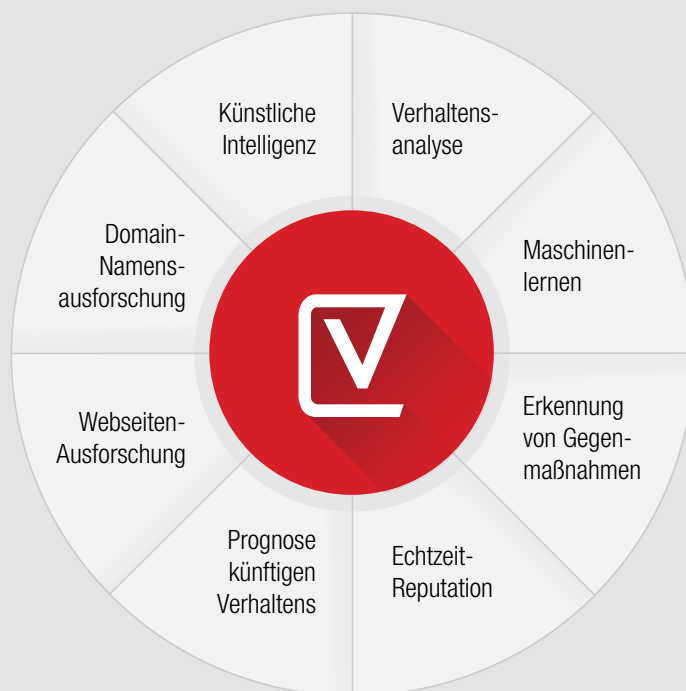 Künstliche
Intelligenz
Verhaltens-
analyse
Maschinen-
lernen
Erkennung
von Gegen-
maßnahmen
Echtzeit-
Reputation
Prognose
künftigen
Verhaltens
Webseiten-
Ausforschung
Domain-
Namens-
ausforschung
V